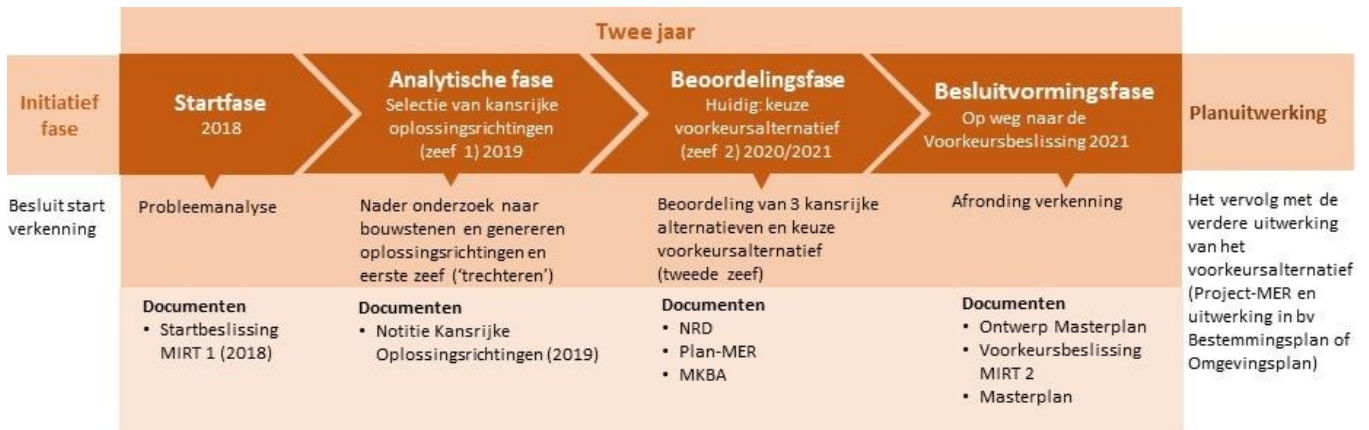 Twee jaar
Initiatief
fase
Startfase
2018
Analytische fase
Selectie van kansrijke
oplossingsrichtingen
(zeef 1) 2019
Beoordelingsfase
Huidig: keuze
voorkeursalternatief
(zeef 2) 2020/2021
Besluitvormingsfase
Op weg naar de
Voorkeursbeslissing 2021
Planuitwerking
Besluit start
verkenning
Probleemanalyse
Nader onderzoek naar
bouwstenen en genereren
oplossingsrichtingen en
eerste zeef (‘trechteren’)
Beoordeling van 3 kansrijke
alternatieven en keuze
voorkeursalternatief
(tweede zeef)
Afronding verkenning
Het vervolg met de
verdere uitwerking
van het
voorkeursalternatief
(Project-MER en
uitwerking in bv
Bestemmingsplan of
Omgevingsplan)
Documenten
• Startbeslissing
MIRT 1 (2018)
Documenten
• Notitie Kansrijke
Oplossingsrichtingen (2019)
Documenten
• NRD
• Plan-MER
• MKBA
Documenten
• Ontwerp Masterplan
• Voorkeursbeslissing
MIRT 2
• Masterplan